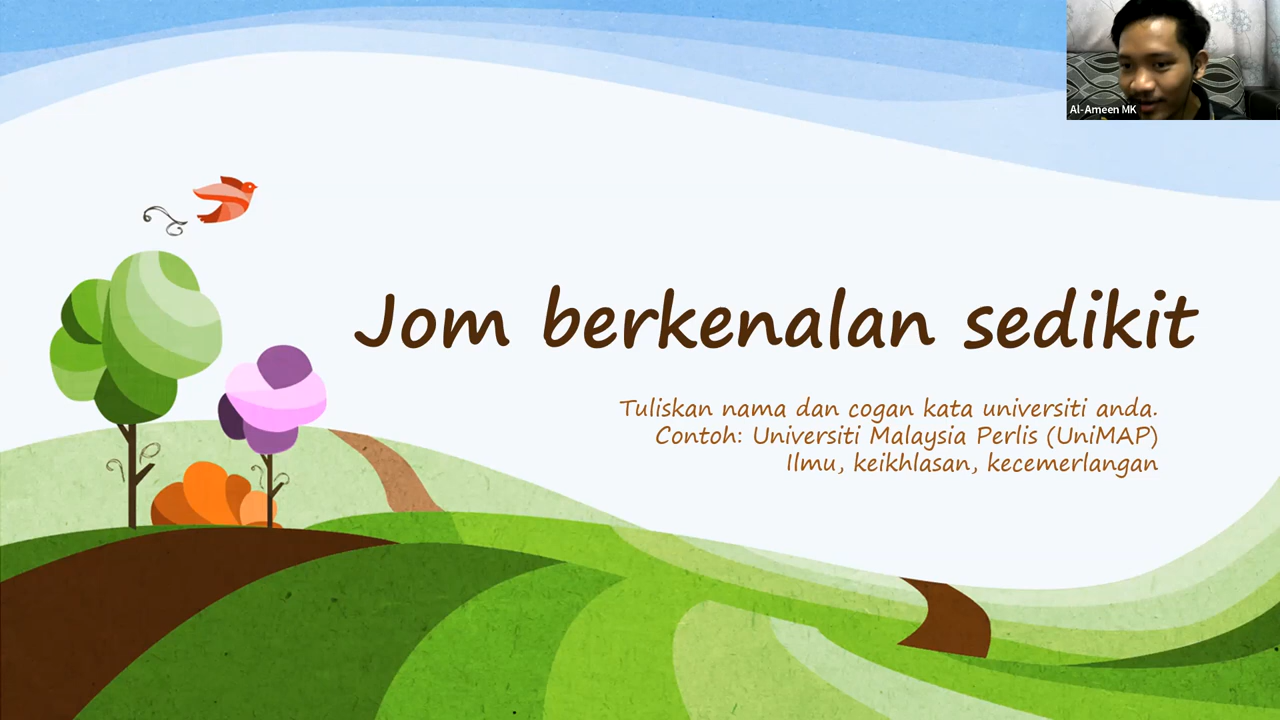 Al-Ameen MK
Jom berkenalan sedikit
Tuliskan nama dan cogan kata universiti anda.
Contoh: Universiti Malaysia Perlis (UniMAP)
Ilmu, keikhlasan, kecemerlangan